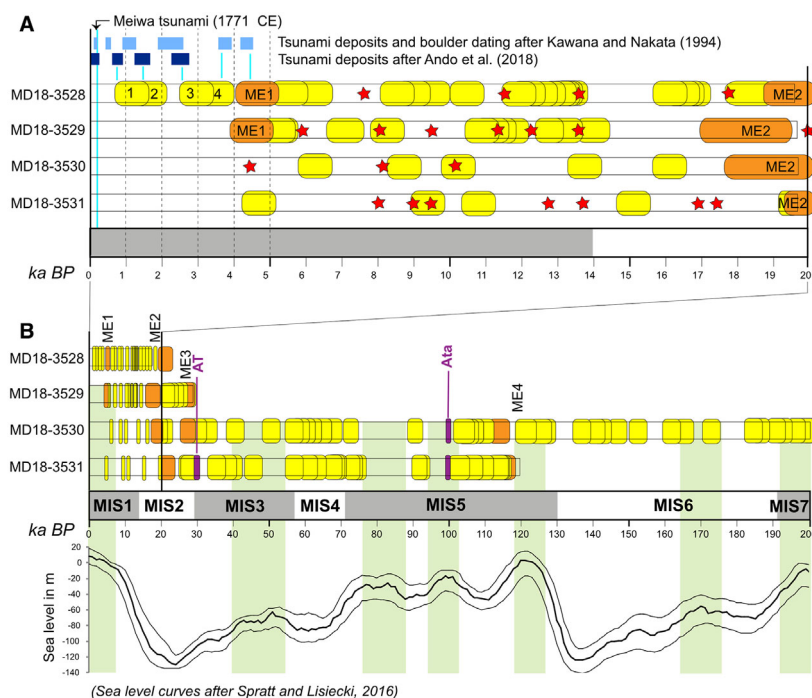 A
Meiwa tsunami (1771 CE)
Tsunami deposits and boulder dating after Kawana and Nakata (1994)
Tsunami deposits after Ando et al. (2018)
MD18-3528 1 2 3 4 ME1 ME2
MD18-3529 ME1 ME2
MD18-3530 ME2
MD18-3531 ME2
ka BP 0 1 2 3 4 5 6 7 8 9 10 11 12 13 14 15 16 17 18 19 20
B
ME1 ME2 ME3 AT Ata ME4
MD18-3528
MD18-3529
MD18-3530
MD18-3531
MIS1 MIS2 MIS3 MIS4 MIS5 MIS6 MIS7
ka BP 0 10 20 30 40 50 60 70 80 90 100 110 120 130 140 150 160 170 180 190 200
Sea level in m
20
0
-20
-40
-60
-80
-100
-120
-140
(Sea level curves after Spratt and Lisiecki, 2016)